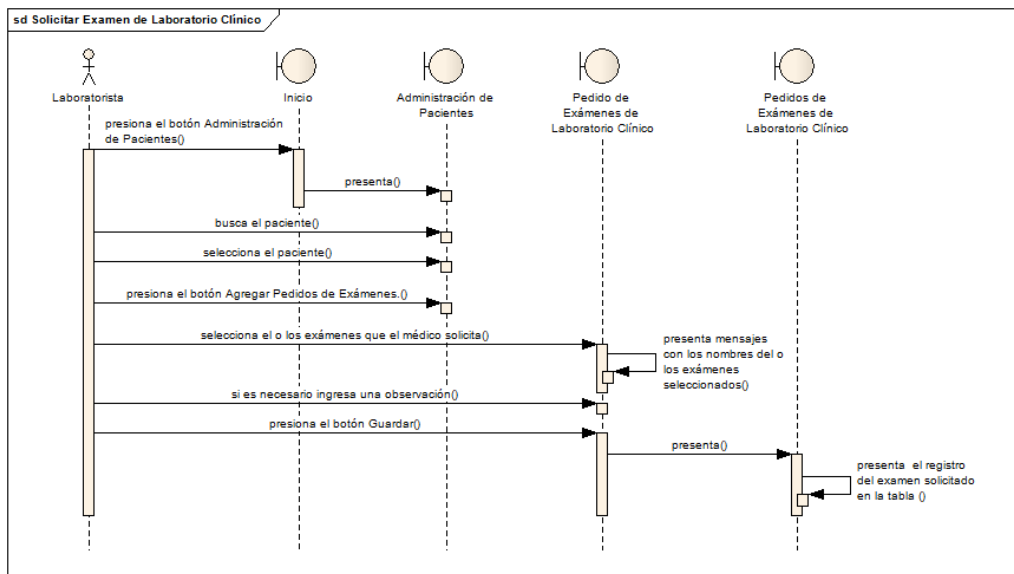 sd Solicitar Examen de Laboratorio Clínico
Laboratorista
Inicio
Administración de
Pacientes
Pedido de
Exámenes de
Laboratorio Clínico
Pedidos de
Exámenes de
Laboratorio Clínico
presiona el botón Administración
de Pacientes()
presenta()
busca el paciente()
selecciona el paciente()
presiona el botón Agregar Pedidos de Exámenes.()
selecciona el o los exámenes que el médico solicita()
presenta mensajes
con los nombres del o
los exámenes
seleccionados()
si es necesario ingresa una observación()
presiona el botón Guardar()
presenta()
presenta el registro
del examen solicitado
en la tabla ()